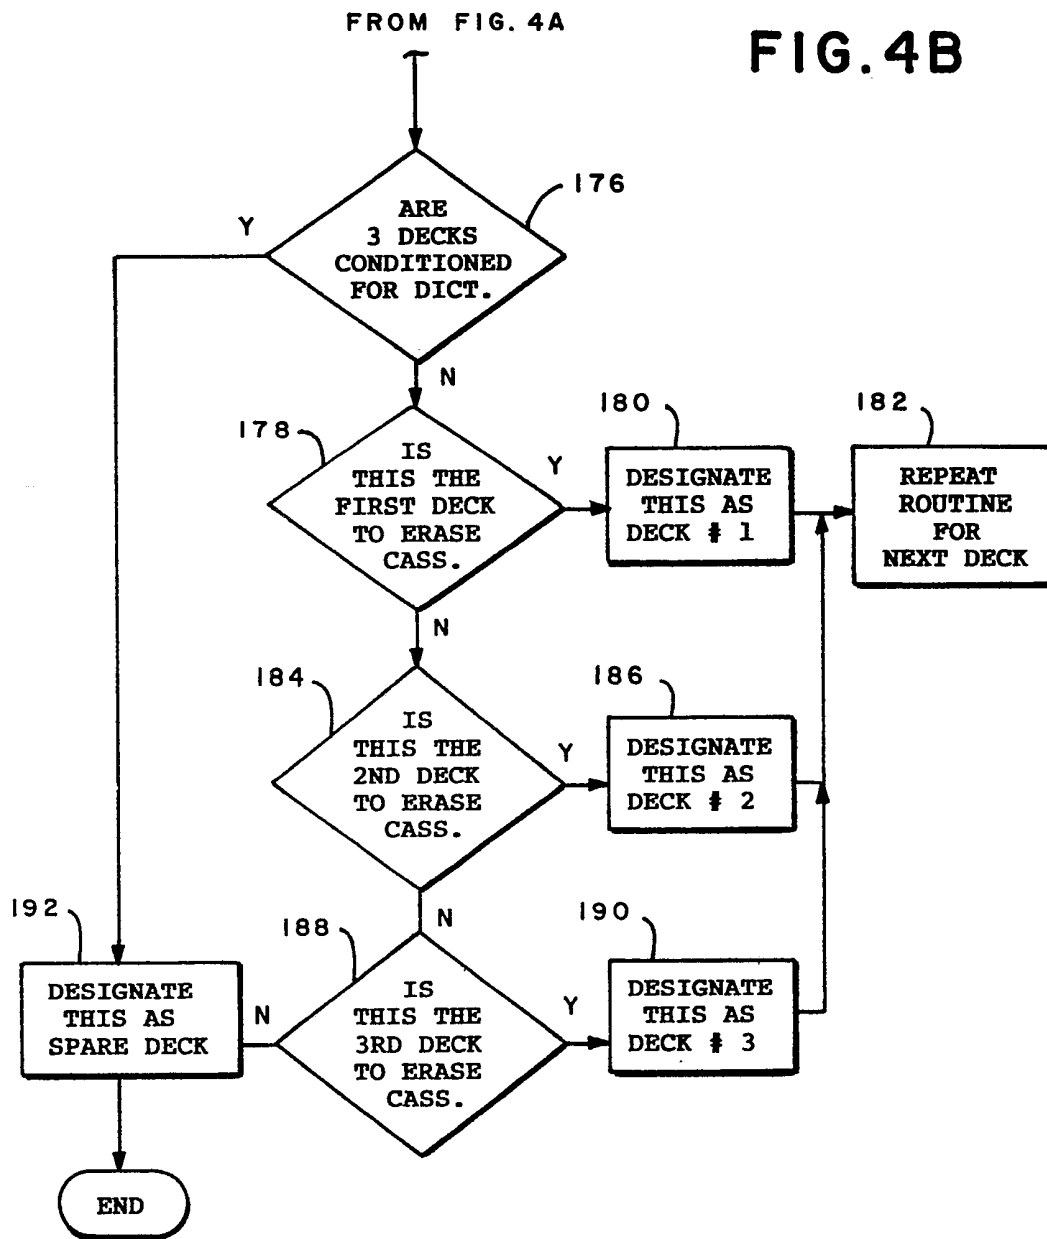 FROM FIG. 4A
FIG. 4B
176
Y
ARE
3 DECKS
CONDITIONED
FOR DICT.
N
178
IS
THIS THE
FIRST DECK
TO ERASE
CASS.
Y
180
DESIGNATE
THIS AS
DECK # 1
182
REPEAT
ROUTINE
FOR
NEXT DECK
N
184
IS
THIS THE
2ND DECK
TO ERASE
CASS.
Y
186
DESIGNATE
THIS AS
DECK # 2
N
192
DESIGNATE
THIS AS
SPARE DECK
N
188
IS
THIS THE
3RD DECK
TO ERASE
CASS.
Y
190
DESIGNATE
THIS AS
DECK # 3
END